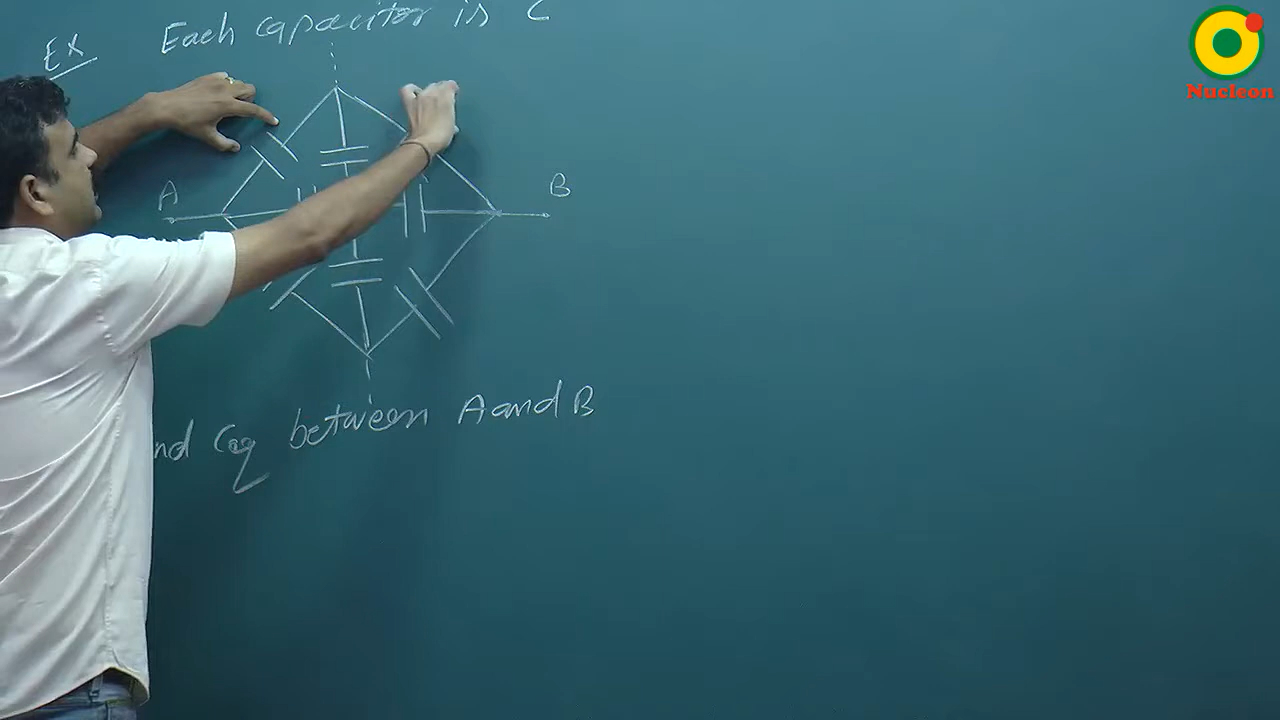 Each capacitor is C
EX
A
B
nd Ceq between A and B
Nucleon